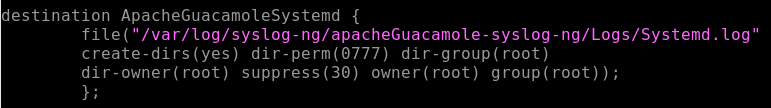 destination ApacheGuacamoleSystemd {
file("/var/log/syslog-ng/apacheGuacamole-syslog-ng/Logs/Systemd.log"
create-dirs(yes) dir-perm(0777) dir-group(root)
dir-owner(root) suppress(30) owner(root) group(root));
};